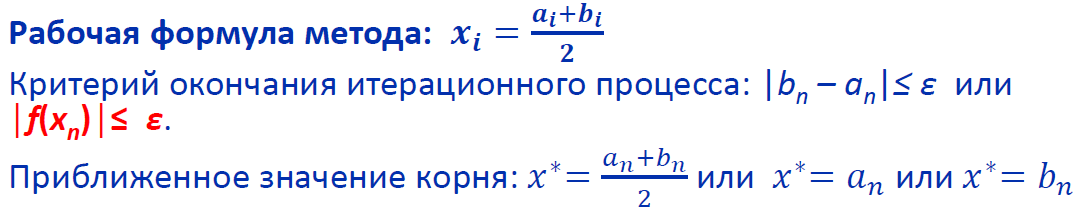 Рабочая формула метода: xᵢ = (aᵢ+bᵢ)/2
Критерий окончания итерационного процесса: |bₙ – aₙ|≤ ε или
|f(xₙ)|≤ ε.
Приближенное значение корня: x*= (aₙ+bₙ)/2 или x*= aₙ или x*= bₙ